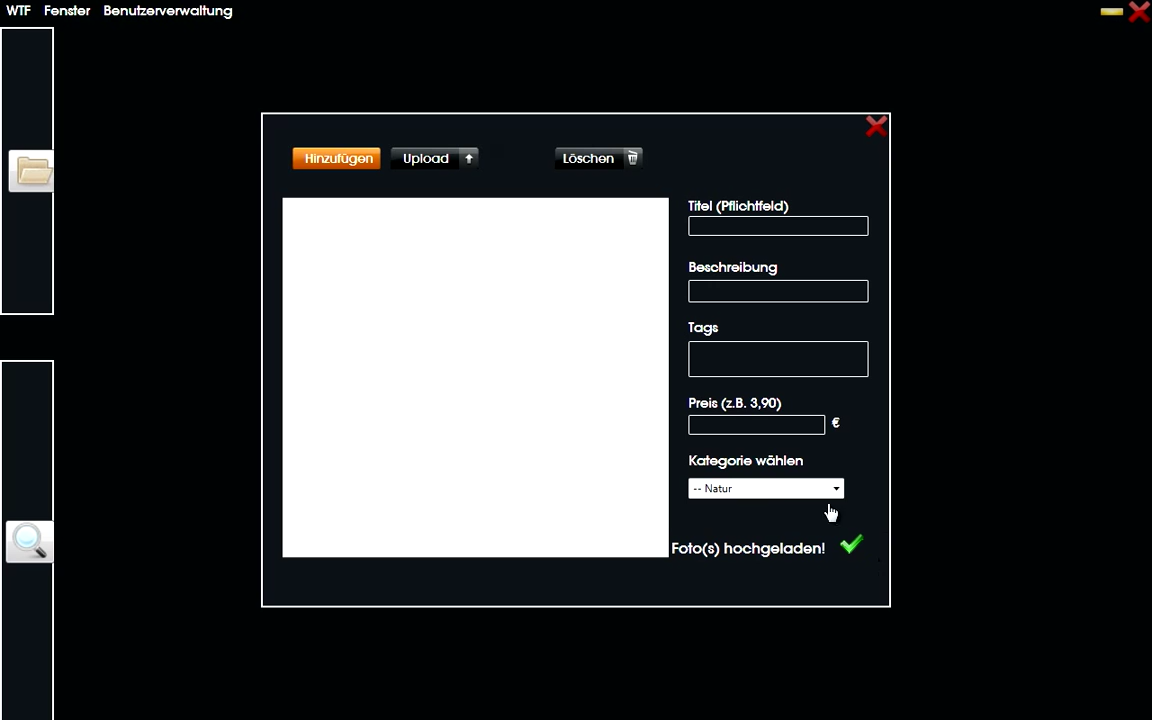 WTF Fenster Benutzerverwaltung
Hinzufügen Upload Löschen
Titel (Pflichtfeld)
Beschreibung
Tags
Preis (z.B. 3,90)
€
Kategorie wählen
-- Natur
Foto(s) hochgeladen!